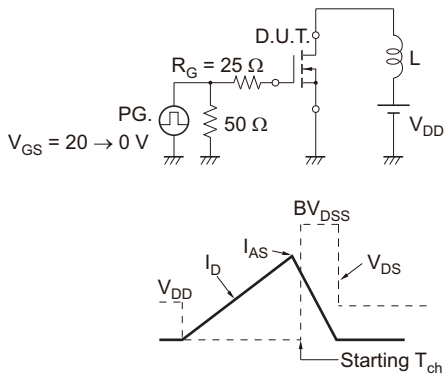 D.U.T.
R_G = 25 Ω
L
PG.
50 Ω
V_DD
V_GS = 20 → 0 V
BV_DSS
I_AS
I_D
V_DS
V_DD
Starting T_ch